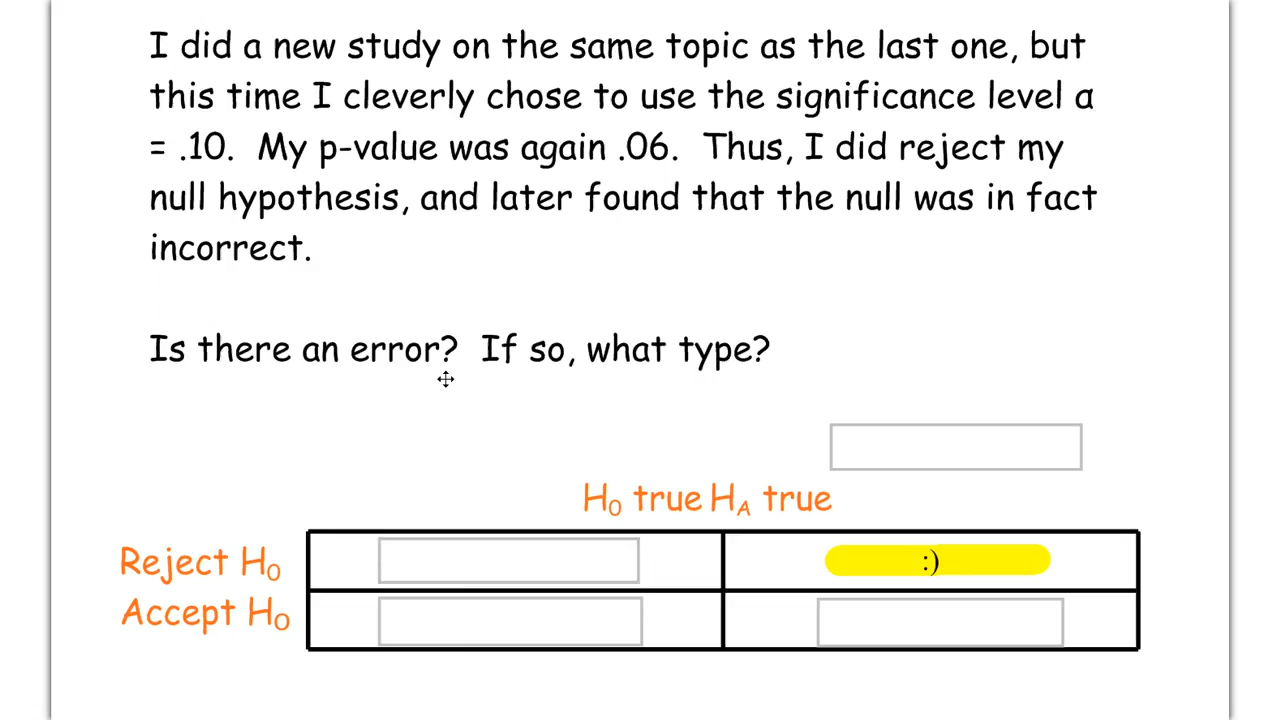 I did a new study on the same topic as the last one, but
this time I cleverly chose to use the significance level α
= .10.  My p-value was again .06.  Thus, I did reject my
null hypothesis, and later found that the null was in fact
incorrect.
Is there an error?  If so, what type?
H₀ true Hₐ true
Reject H₀
:)
Accept H₀